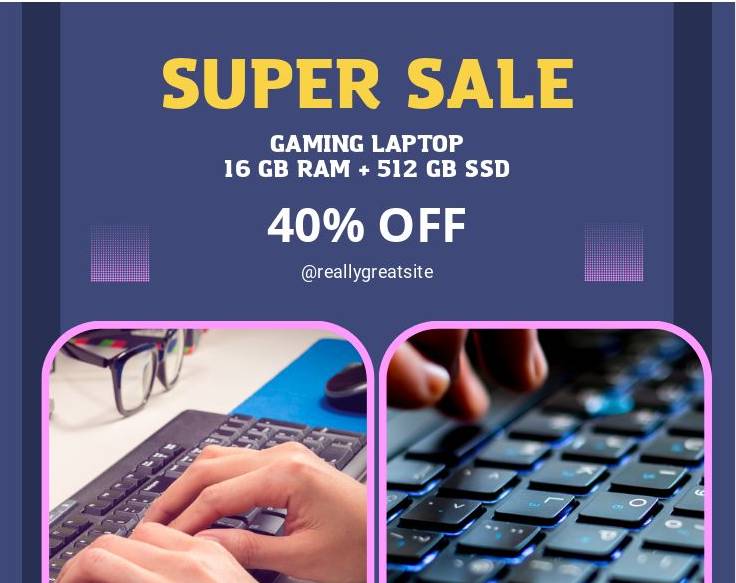 SUPER SALE
GAMING LAPTOP
16 GB RAM + 512 GB SSD
40% OFF
@reallygreatsite